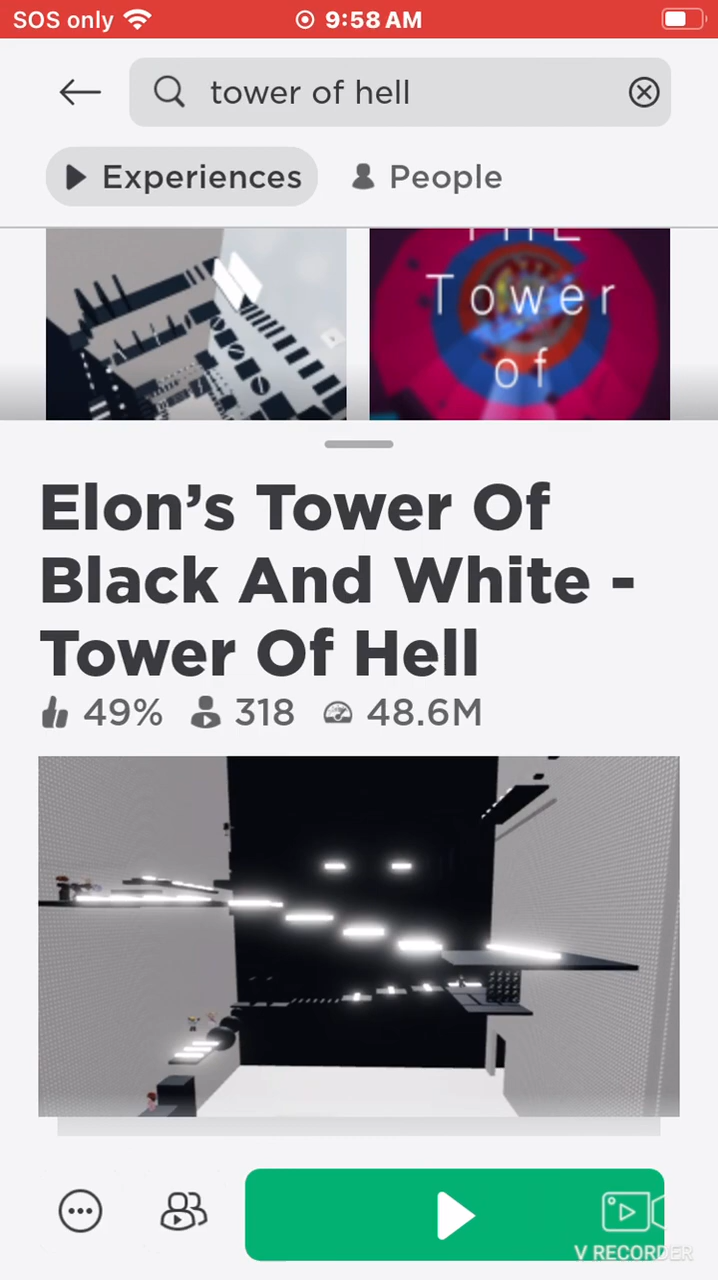 SOS only 9:58 AM
tower of hell
Experiences People
THE
Tower
of
Elon’s Tower Of
Black And White -
Tower Of Hell
49% 318 48.6M
V RECORDER